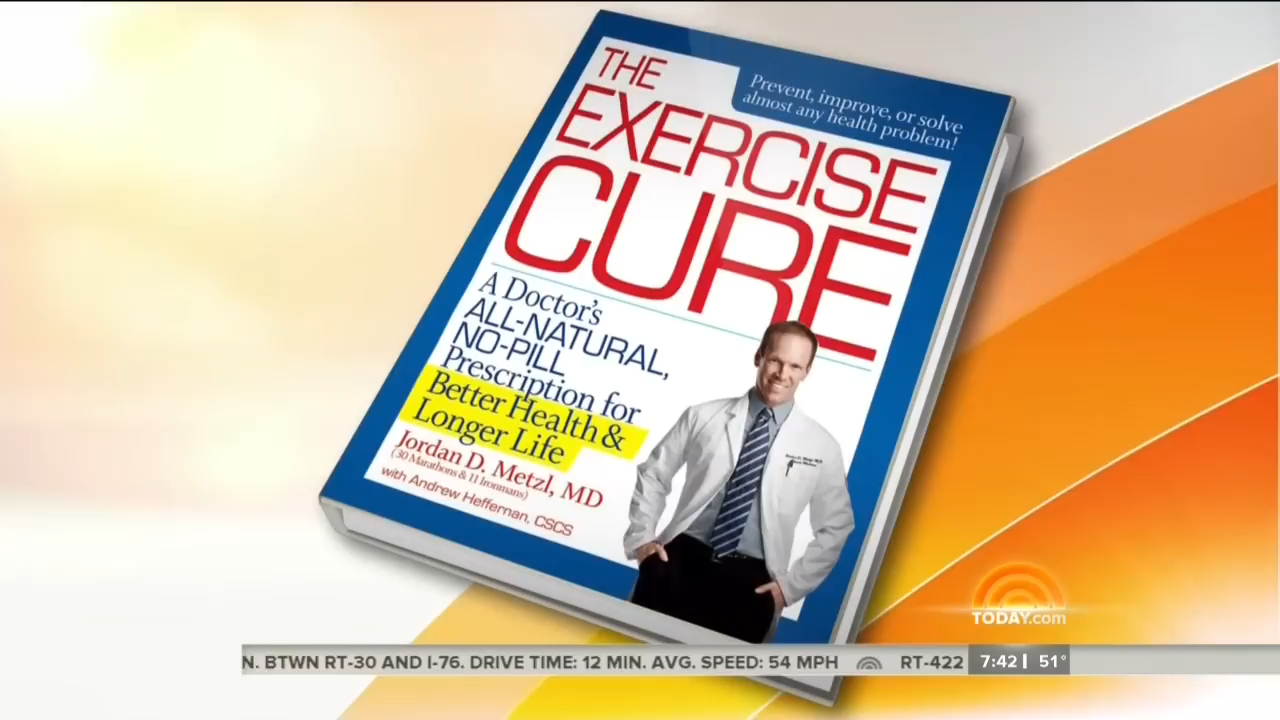 THE
EXERCISE
CURE
Prevent, improve, or solve
almost any health problem!
A Doctor's
ALL-NATURAL,
NO-PILL
Prescription for
Better Health &
Longer Life
Jordan D. Metzl, MD
(30 Marathons & 11 Ironmans)
with Andrew Heffernan, CSCS
TODAY.com
N. BTWN RT-30 AND I-76. DRIVE TIME: 12 MIN. AVG. SPEED: 54 MPH RT-422 7:42 51°